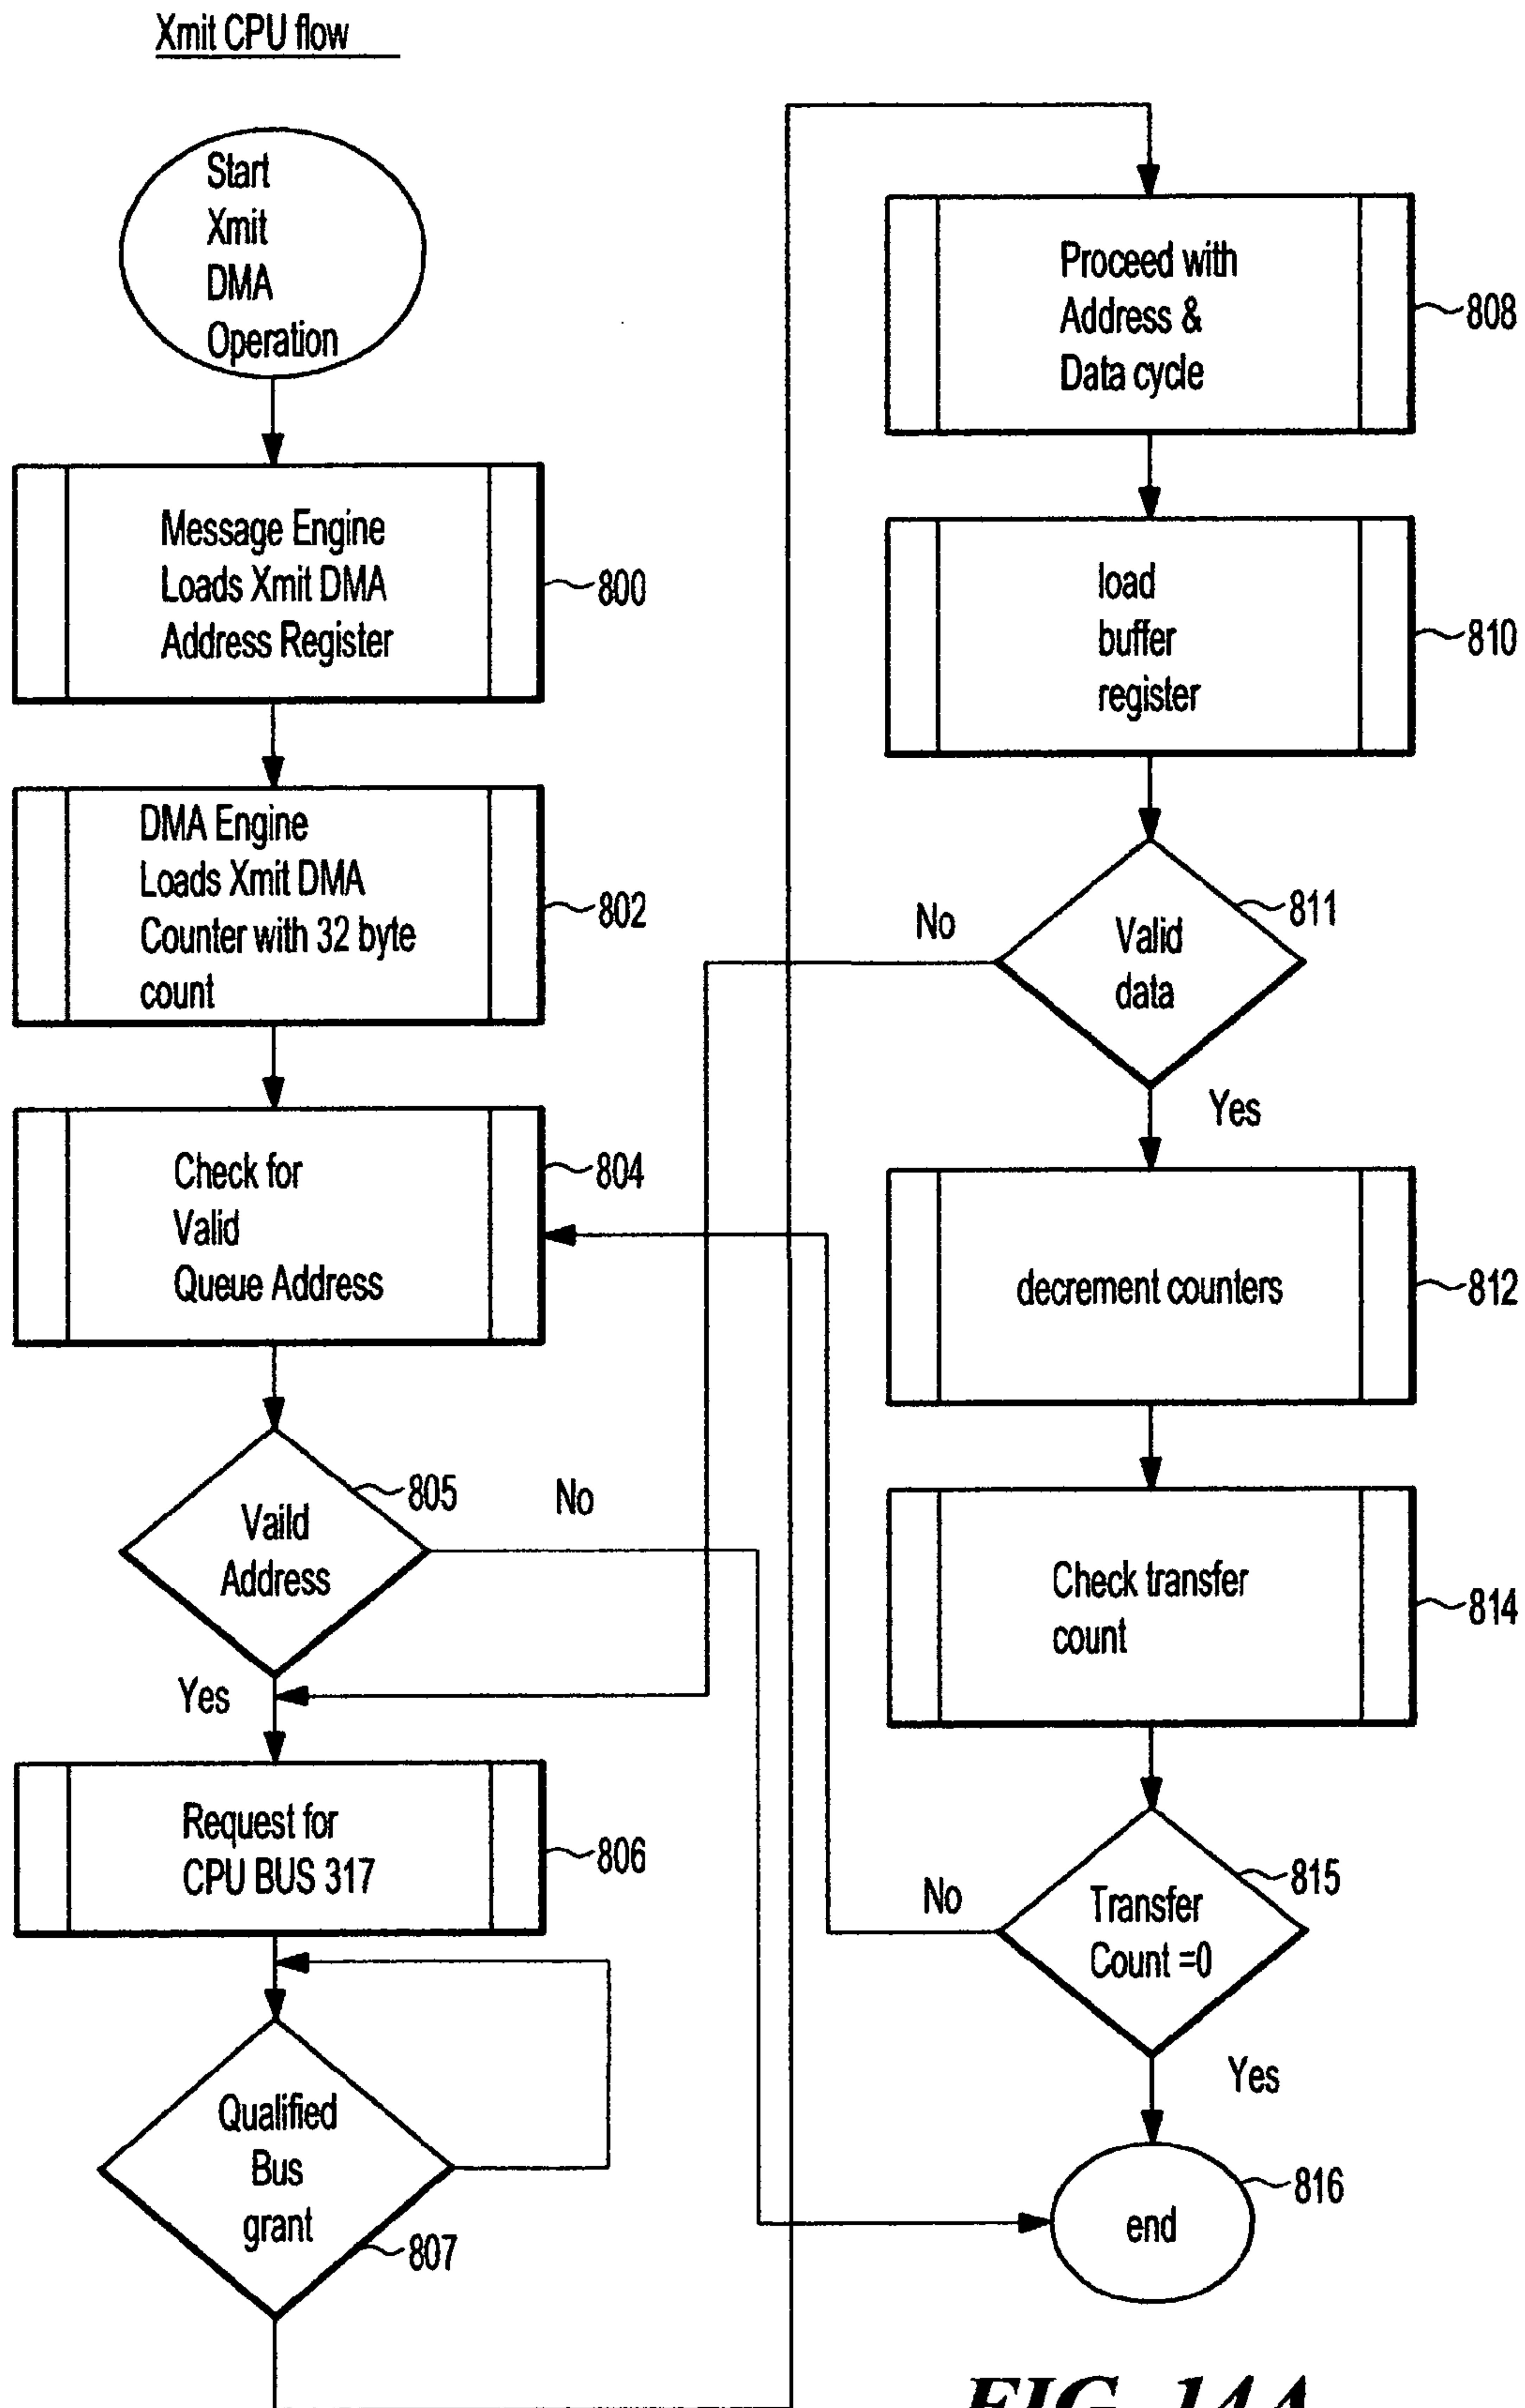 Xmit CPU flow
Start
Xmit
DMA
Operation
Message Engine
Loads Xmit DMA
Address Register
800
DMA Engine
Loads Xmit DMA
Counter with 32 byte
count
802
Check for
Valid
Queue Address
804
Vaild
Address
805
No
Yes
Request for
CPU BUS 317
806
Qualified
Bus
grant
807
Proceed with
Address &
Data cycle
808
load
buffer
register
810
Valid
data
811
No
Yes
decrement counters
812
Check transfer
count
814
Transfer
Count =0
815
No
Yes
end
816
FIG. 14A